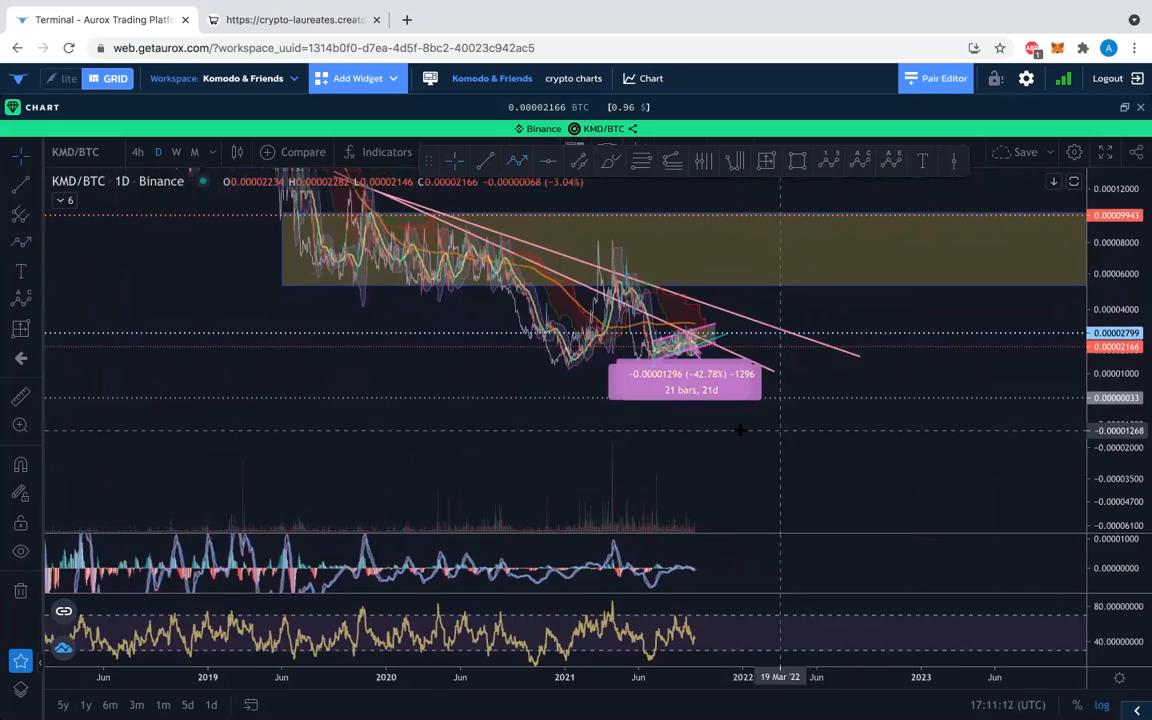 Terminal - Aurox Trading Platfo
https://crypto-laureates.creato
web.getaurox.com/?workspace_uuid=1314b0f0-d7ea-4d5f-8bc2-40023c942ac5
1
A
lite
GRID
Workspace: Komodo & Friends
Add Widget
Komodo & Friends
crypto charts
Chart
Pair Editor
Logout
CHART
0.00002166 BTC [0.96 $]
Binance
KMD/BTC
KMD/BTC
4h
D
W
M
Compare
Indicators
Save
KMD/BTC · 1D · Binance
O0.00002234 H0.00002282 L0.00002146 C0.00002166 −0.00000068 (−3.04%)
6
0.00012000
0.00009943
0.00008000
0.00006000
0.00004000
0.00002799
0.00002166
0.00001000
0.00000033
−0.00001268
−0.00002000
−0.00003500
−0.00004700
−0.00006100
-0.00001296 (-42.78%) -1296
21 bars, 21d
0.00001000
0.00000000
80.00000000
40.00000000
Jun
2019
Jun
2020
Jun
2021
Jun
2022
19 Mar '22
Jun
2023
Jun
5y
1y
6m
3m
1m
5d
1d
17:11:12 (UTC)
%
log